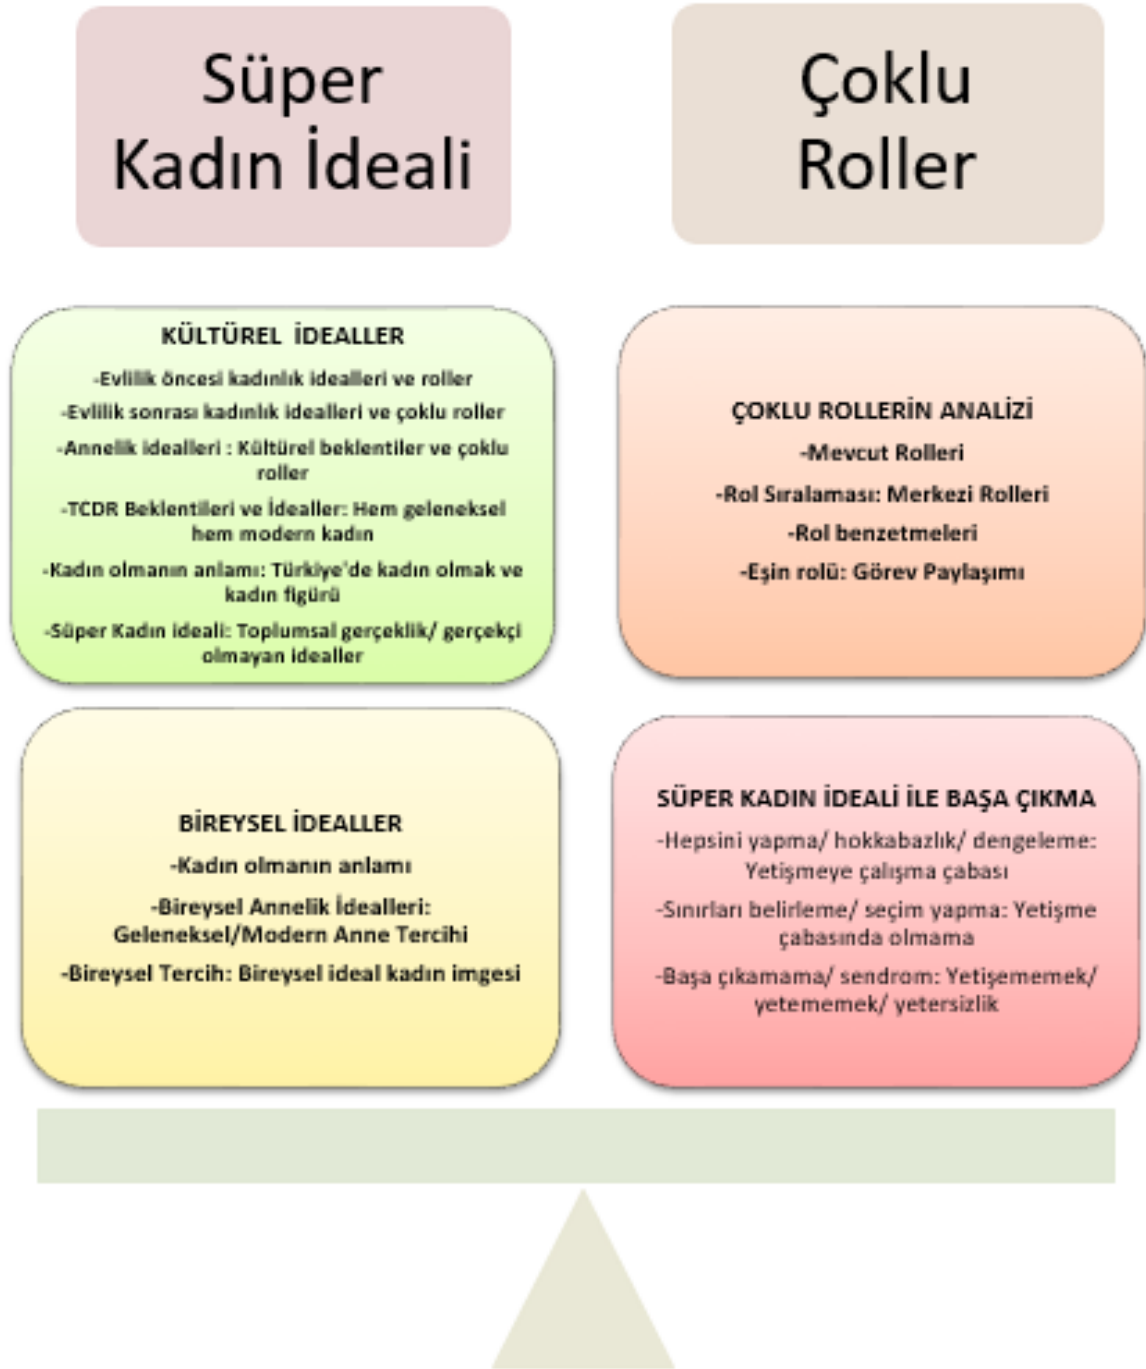 Süper
Kadın İdeali
Çoklu
Roller
KÜLTÜREL İDEALLER
-Evlilik öncesi kadınlık idealleri ve roller
-Evlilik sonrası kadınlık idealleri ve çoklu roller
-Annelik idealleri : Kültürel beklentiler ve çoklu
roller
-TCDR Beklentileri ve İdealler: Hem geleneksel
hem modern kadın
-Kadın olmanın anlamı: Türkiye'de kadın olmak ve
kadın figürü
-Süper Kadın ideali: Toplumsal gerçeklik/ gerçekçi
olmayan idealler
ÇOKLU ROLLERİN ANALİZİ
-Mevcut Rolleri
-Rol Sıralaması: Merkezi Rolleri
-Rol benzetmeleri
-Eşin rolü: Görev Paylaşımı
BİREYSEL İDEALLER
-Kadın olmanın anlamı
-Bireysel Annelik İdealleri:
Geleneksel/Modern Anne Tercihi
-Bireysel Tercih: Bireysel ideal kadın imgesi
SÜPER KADIN İDEALİ İLE BAŞA ÇIKMA
-Hepsini yapma/ hokkabazlık/ dengeleme:
Yetişmeye çalışma çabası
-Sınırları belirleme/ seçim yapma: Yetişme
çabasında olmama
-Başa çıkamama/ sendrom: Yetişememek/
yetememek/ yetersizlik